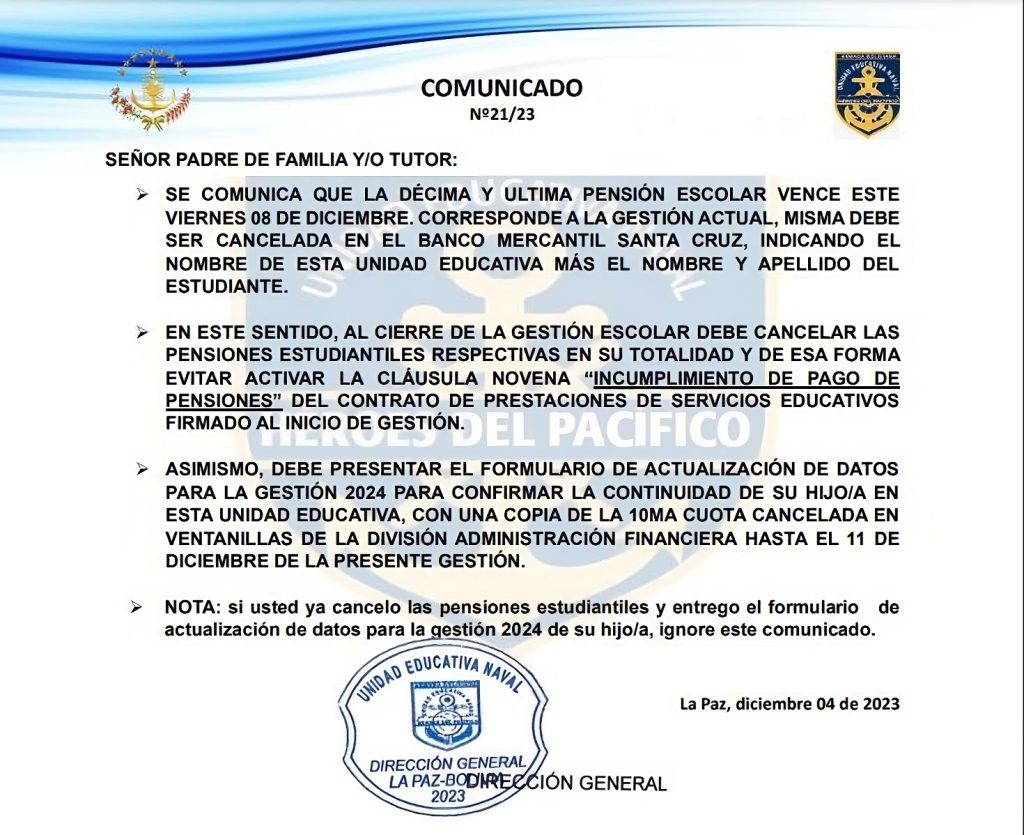 COMUNICADO
Nº21/23
ARMADA BOLIVIANA
UNIDAD EDUCATIVA NAVAL
HEROES DEL PACIFICO
SEÑOR PADRE DE FAMILIA Y/O TUTOR:
➢ SE COMUNICA QUE LA DÉCIMA Y ULTIMA PENSIÓN ESCOLAR VENCE ESTE
VIERNES 08 DE DICIEMBRE. CORRESPONDE A LA GESTIÓN ACTUAL, MISMA DEBE
SER CANCELADA EN EL BANCO MERCANTIL SANTA CRUZ, INDICANDO EL
NOMBRE DE ESTA UNIDAD EDUCATIVA MÁS EL NOMBRE Y APELLIDO DEL
ESTUDIANTE.
➢ EN ESTE SENTIDO, AL CIERRE DE LA GESTIÓN ESCOLAR DEBE CANCELAR LAS
PENSIONES ESTUDIANTILES RESPECTIVAS EN SU TOTALIDAD Y DE ESA FORMA
EVITAR ACTIVAR LA CLÁUSULA NOVENA “INCUMPLIMIENTO DE PAGO DE
PENSIONES” DEL CONTRATO DE PRESTACIONES DE SERVICIOS EDUCATIVOS
FIRMADO AL INICIO DE GESTIÓN.
HÉROES DEL PACÍFICO
➢ ASIMISMO, DEBE PRESENTAR EL FORMULARIO DE ACTUALIZACIÓN DE DATOS
PARA LA GESTIÓN 2024 PARA CONFIRMAR LA CONTINUIDAD DE SU HIJO/A EN
ESTA UNIDAD EDUCATIVA, CON UNA COPIA DE LA 10MA CUOTA CANCELADA EN
VENTANILLAS DE LA DIVISIÓN ADMINISTRACIÓN FINANCIERA HASTA EL 11 DE
DICIEMBRE DE LA PRESENTE GESTIÓN.
➢ NOTA: si usted ya cancelo las pensiones estudiantiles y entrego el formulario de
actualización de datos para la gestión 2024 de su hijo/a, ignore este comunicado.
La Paz, diciembre 04 de 2023
UNIDAD EDUCATIVA NAVAL
DIRECCIÓN GENERAL
LA PAZ-BOLIVIA
2023
DIRECCIÓN GENERAL